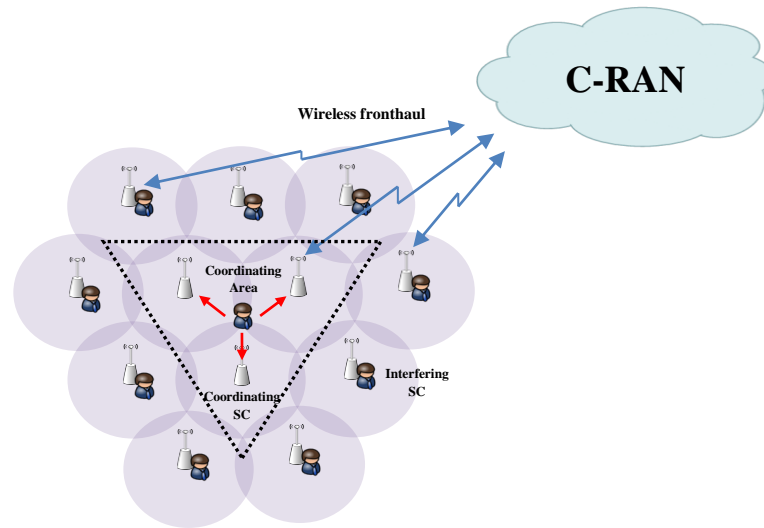 C-RAN
Wireless fronthaul
Coordinating
Area
Interfering
SC
Coordinating
SC